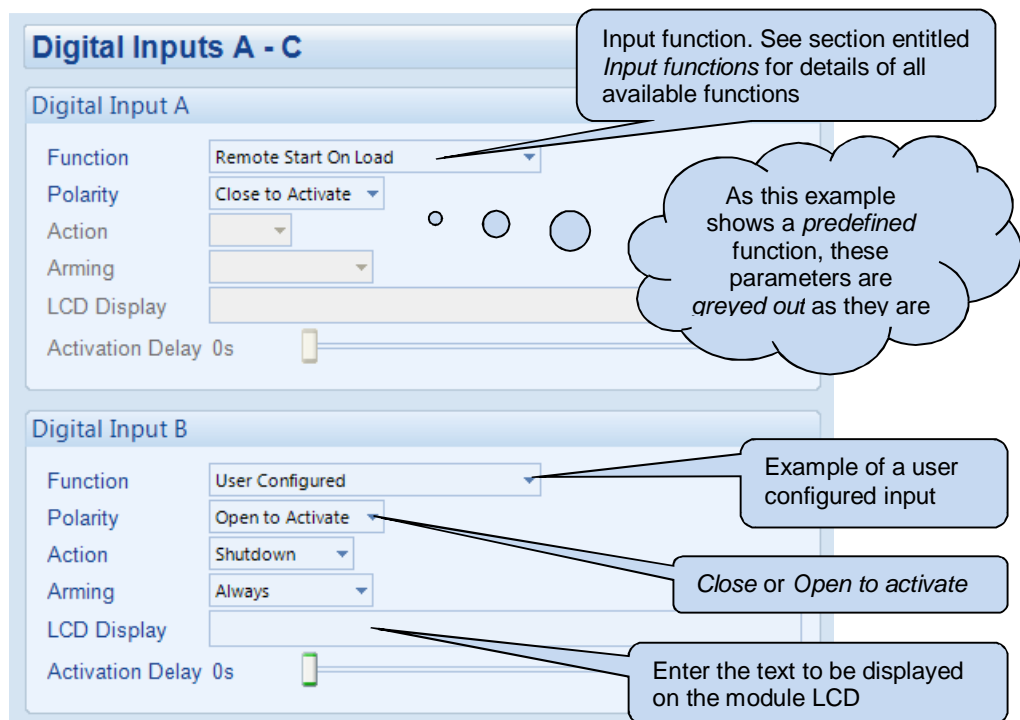 Digital Inputs A - C
Input function. See section entitled
Input functions for details of all
available functions
Digital Input A
Function Remote Start On Load
Polarity Close to Activate
Action
Arming
LCD Display
Activation Delay 0s
As this example
shows a predefined
function, these
parameters are
greyed out as they are
Digital Input B
Function User Configured
Polarity Open to Activate
Action Shutdown
Arming Always
LCD Display
Activation Delay 0s
Example of a user
configured input
Close or Open to activate
Enter the text to be displayed
on the module LCD